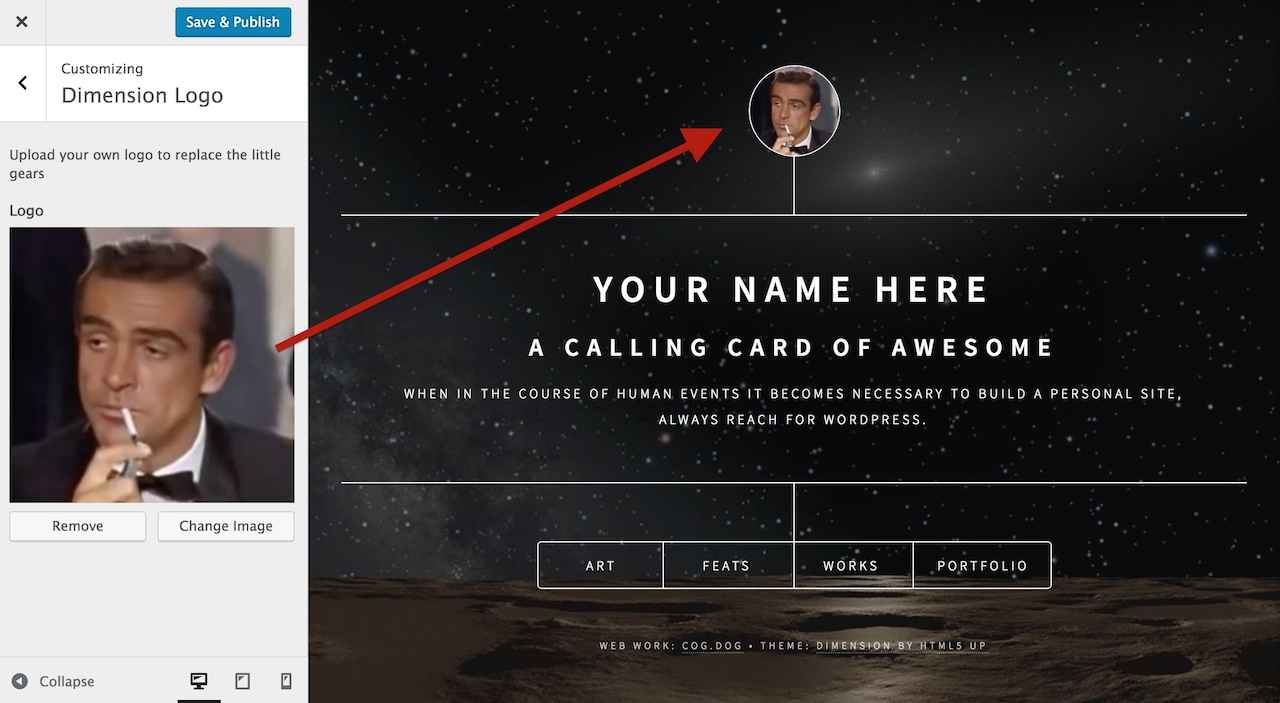 Save & Publish
Customizing
Dimension Logo
Upload your own logo to replace the little
gears
Logo
Remove
Change Image
Collapse
YOUR NAME HERE
A CALLING CARD OF AWESOME
WHEN IN THE COURSE OF HUMAN EVENTS IT BECOMES NECESSARY TO BUILD A PERSONAL SITE,
ALWAYS REACH FOR WORDPRESS.
ART
FEATS
WORKS
PORTFOLIO
WEB WORK: COG.DOG • THEME: DIMENSION BY HTML5 UP